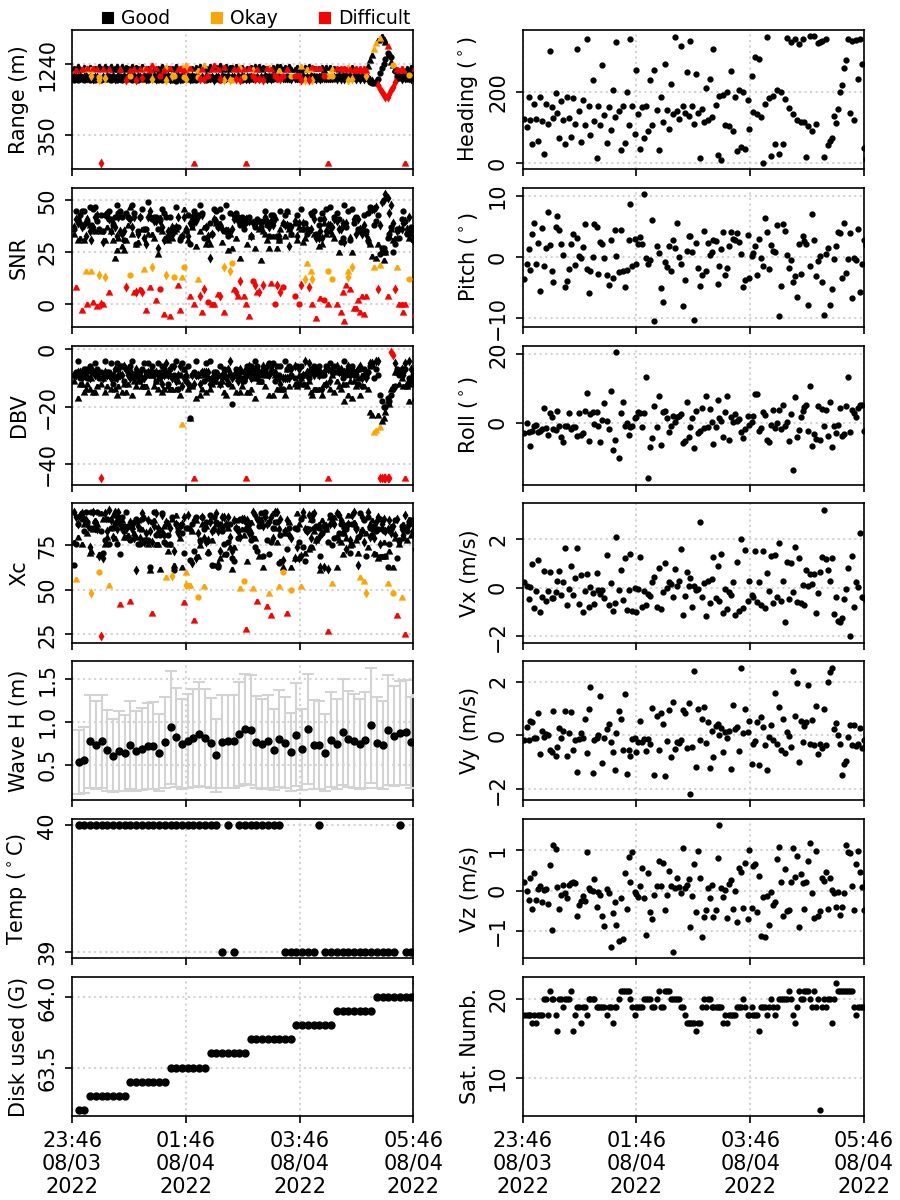 Good Okay Difficult
Range (m)
1240
350
Heading (°)
200
0
SNR
50
25
0
Pitch (°)
10
0
−10
DBV
0
−20
−40
Roll (°)
20
0
Xc
75
50
25
Vx (m/s)
2
0
−2
Wave H (m)
1.5
1.0
0.5
Vy (m/s)
2
0
−2
Temp (°C)
40
39
Vz (m/s)
1
0
−1
Disk used (G)
64.0
63.5
Sat. Numb.
20
10
23:46 01:46 03:46 05:46
08/03 08/04 08/04 08/04
2022 2022 2022 2022
23:46 01:46 03:46 05:46
08/03 08/04 08/04 08/04
2022 2022 2022 2022